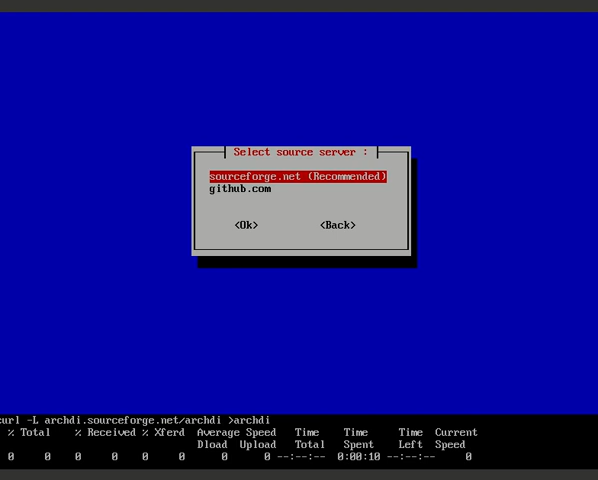 Select source server :
sourceforge.net (Recommended)
github.com
<Ok> <Back>
curl -L archdi.sourceforge.net/archdi >archdi
% Total % Received % Xferd Average Speed Time Time Time Current
Dload Upload Total Spent Left Speed
0 0 0 0 0 0 0 0 --:--:-- 0:00:10 --:--:-- 0